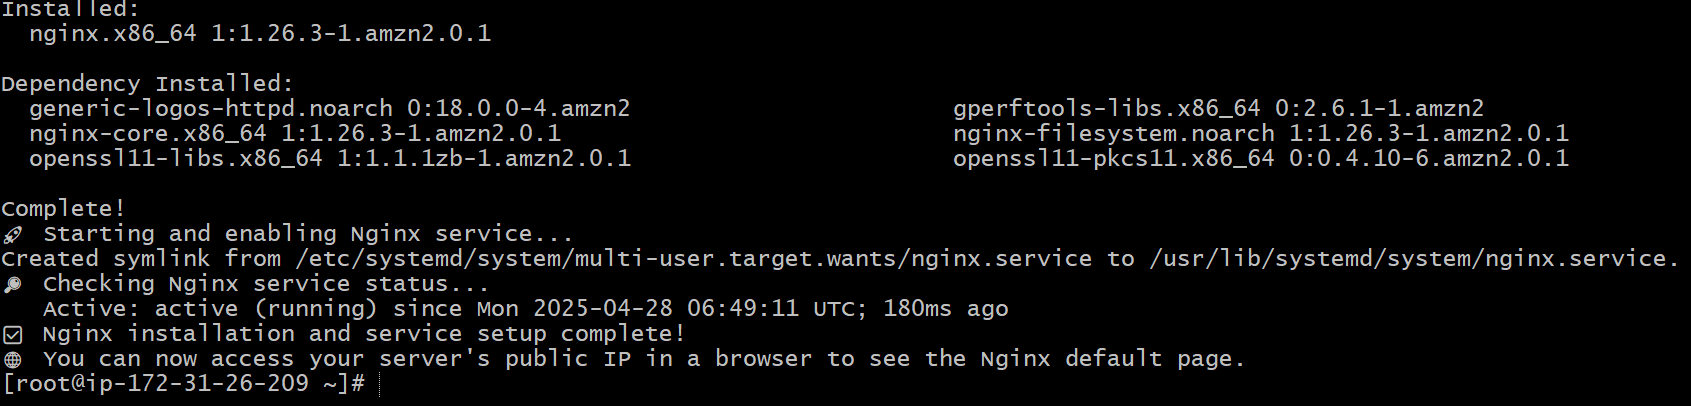 Installed:
nginx.x86_64 1:1.26.3-1.amzn2.0.1
Dependency Installed:
generic-logos-httpd.noarch 0:18.0.0-4.amzn2 gperftools-libs.x86_64 0:2.6.1-1.amzn2
nginx-core.x86_64 1:1.26.3-1.amzn2.0.1 nginx-filesystem.noarch 1:1.26.3-1.amzn2.0.1
openssl11-libs.x86_64 1:1.1.1zb-1.amzn2.0.1 openssl11-pkcs11.x86_64 0:0.4.10-6.amzn2.0.1
Complete!
🚀 Starting and enabling Nginx service...
Created symlink from /etc/systemd/system/multi-user.target.wants/nginx.service to /usr/lib/systemd/system/nginx.service.
🔎 Checking Nginx service status...
Active: active (running) since Mon 2025-04-28 06:49:11 UTC; 180ms ago
☑ Nginx installation and service setup complete!
🌐 You can now access your server's public IP in a browser to see the Nginx default page.
[root@ip-172-31-26-209 ~]#